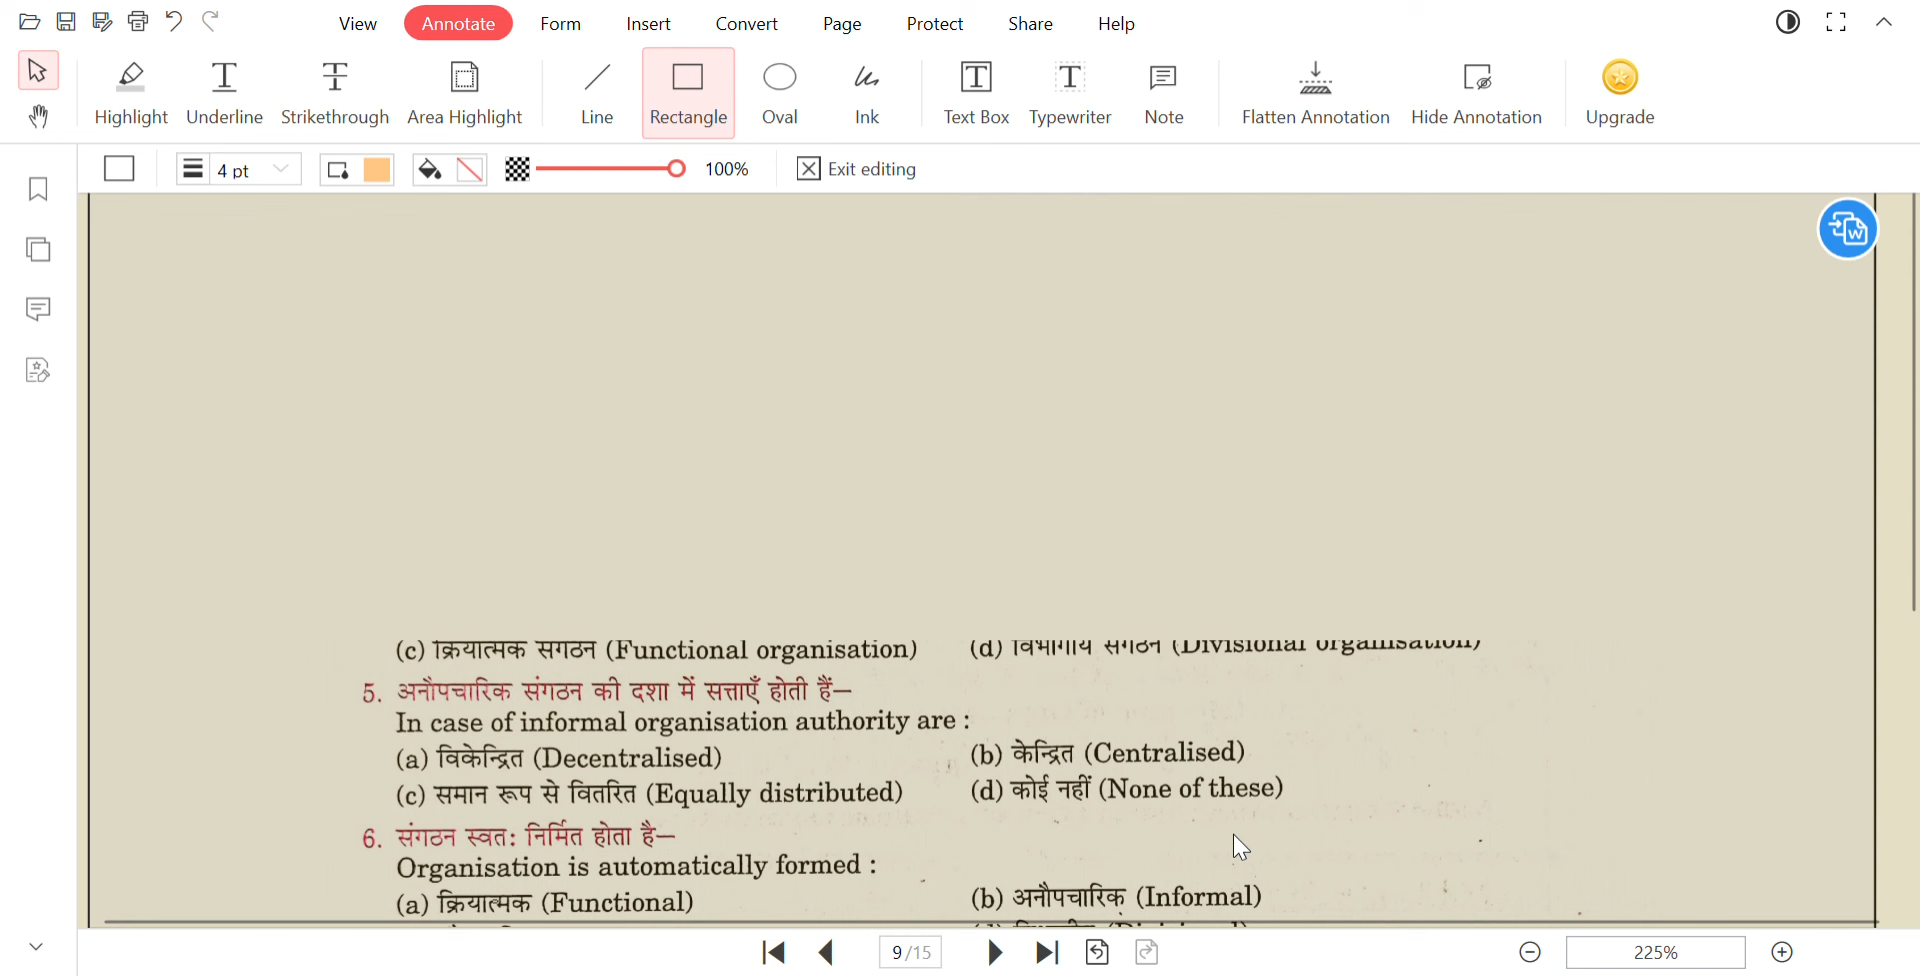 View Annotate Form Insert Convert Page Protect Share Help
Highlight Underline Strikethrough Area Highlight Line Rectangle Oval Ink Text Box Typewriter Note Flatten Annotation Hide Annotation Upgrade
4 pt 100% Exit editing
(c) क्रियात्मक संगठन (Functional organisation) (d) विभागीय संगठन (Divisional organisation)
5. अनौपचारिक संगठन की दशा में सत्ताएँ होती हैं—
In case of informal organisation authority are :
(a) विकेन्द्रित (Decentralised) (b) केन्द्रित (Centralised)
(c) समान रूप से वितरित (Equally distributed) (d) कोई नहीं (None of these)
6. संगठन स्वत: निर्मित होता है—
Organisation is automatically formed :
(a) क्रियात्मक (Functional) (b) अनौपचारिक (Informal)
9/15 225%